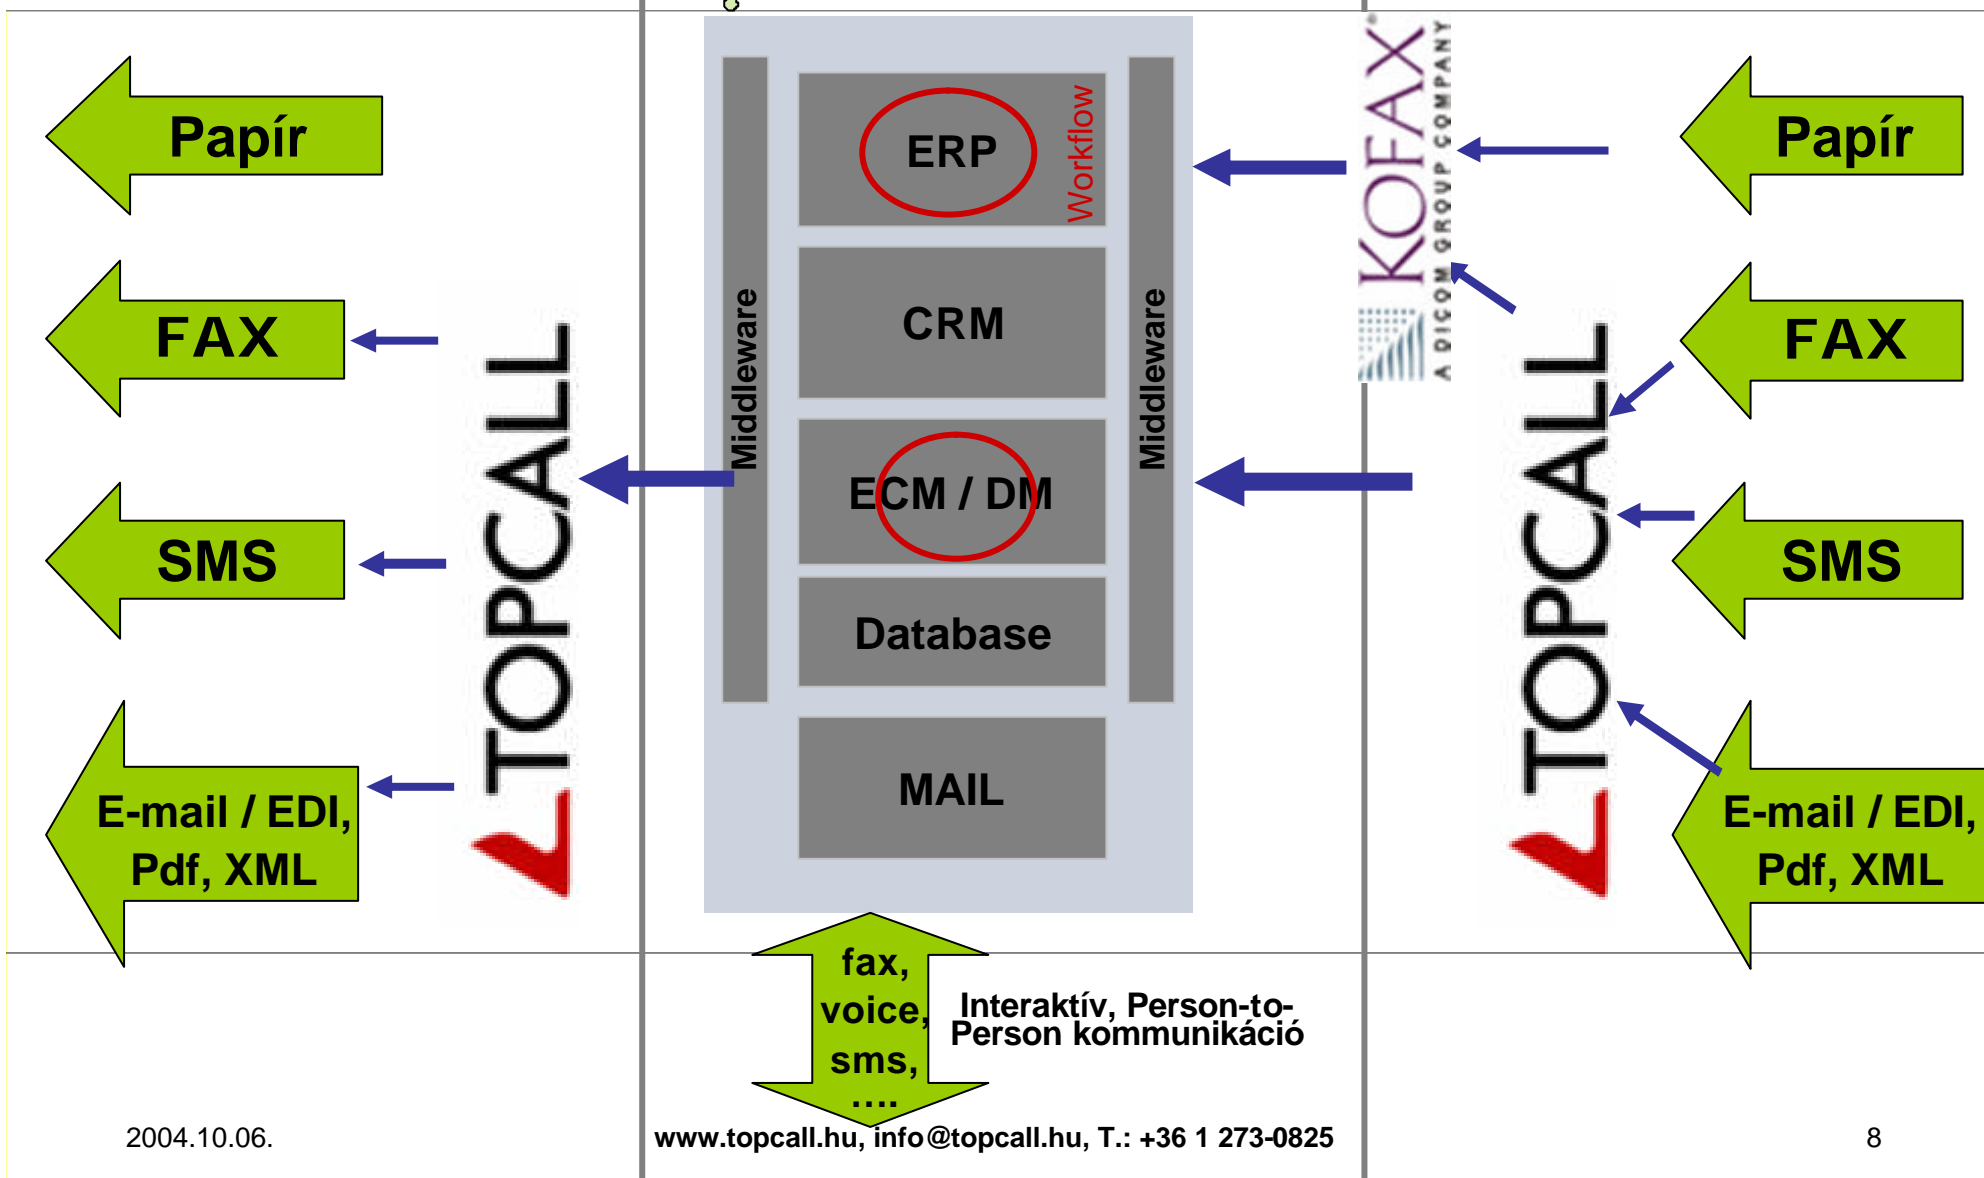 Papír
FAX
SMS
E-mail / EDI,
Pdf, XML
TOPCALL
Middleware
ERP
Workflow
CRM
ECM / DM
Database
MAIL
Middleware
KOFAX®
A DICOM GROUP COMPANY
TOPCALL
Papír
FAX
SMS
E-mail / EDI,
Pdf, XML
fax,
voice,
sms,
....
Interaktív, Person-to-
Person kommunikáció
2004.10.06.
www.topcall.hu, info@topcall.hu, T.: +36 1 273-0825
8